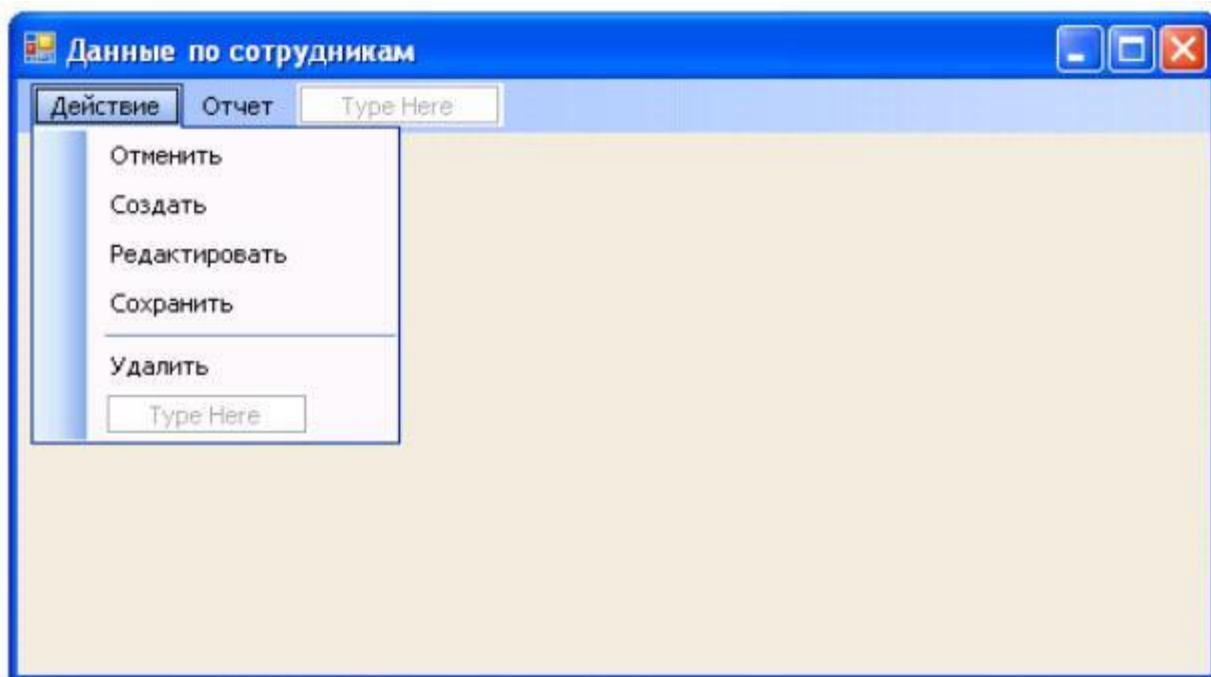 Данные по сотрудникам
Действие Отчет Type Here
Отменить
Создать
Редактировать
Сохранить
Удалить
Type Here